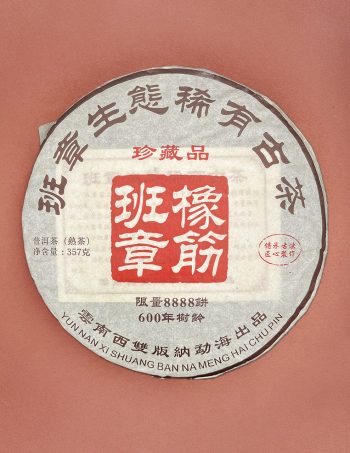 班章生態稀有古茶
珍藏品
橡筋
班章
普洱茶（熟茶）
净含量：357克
限量8888餅
600年樹齡
雲南西雙版納勐海出品
YUN NAN XI SHUANG BAN NA MENG HAI CHU PIN